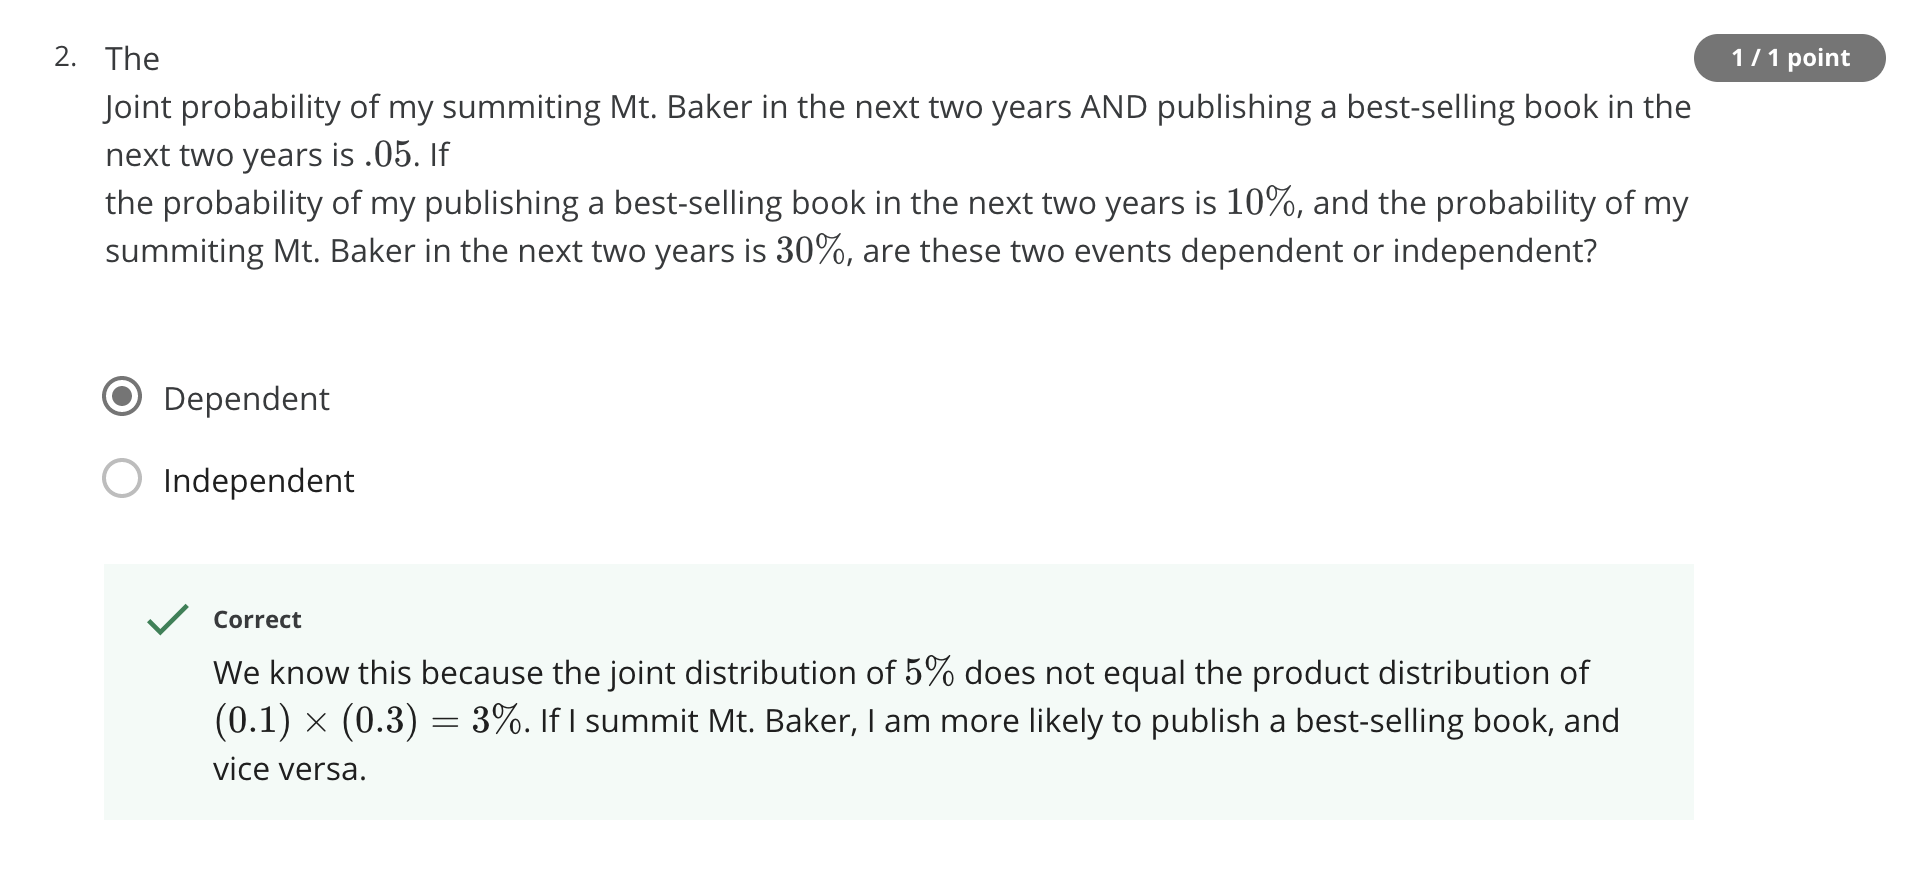 2. The
1 / 1 point
Joint probability of my summiting Mt. Baker in the next two years AND publishing a best-selling book in the
next two years is .05. If
the probability of my publishing a best-selling book in the next two years is 10%, and the probability of my
summiting Mt. Baker in the next two years is 30%, are these two events dependent or independent?
Dependent
Independent
Correct
We know this because the joint distribution of 5% does not equal the product distribution of
(0.1) × (0.3) = 3%. If I summit Mt. Baker, I am more likely to publish a best-selling book, and
vice versa.